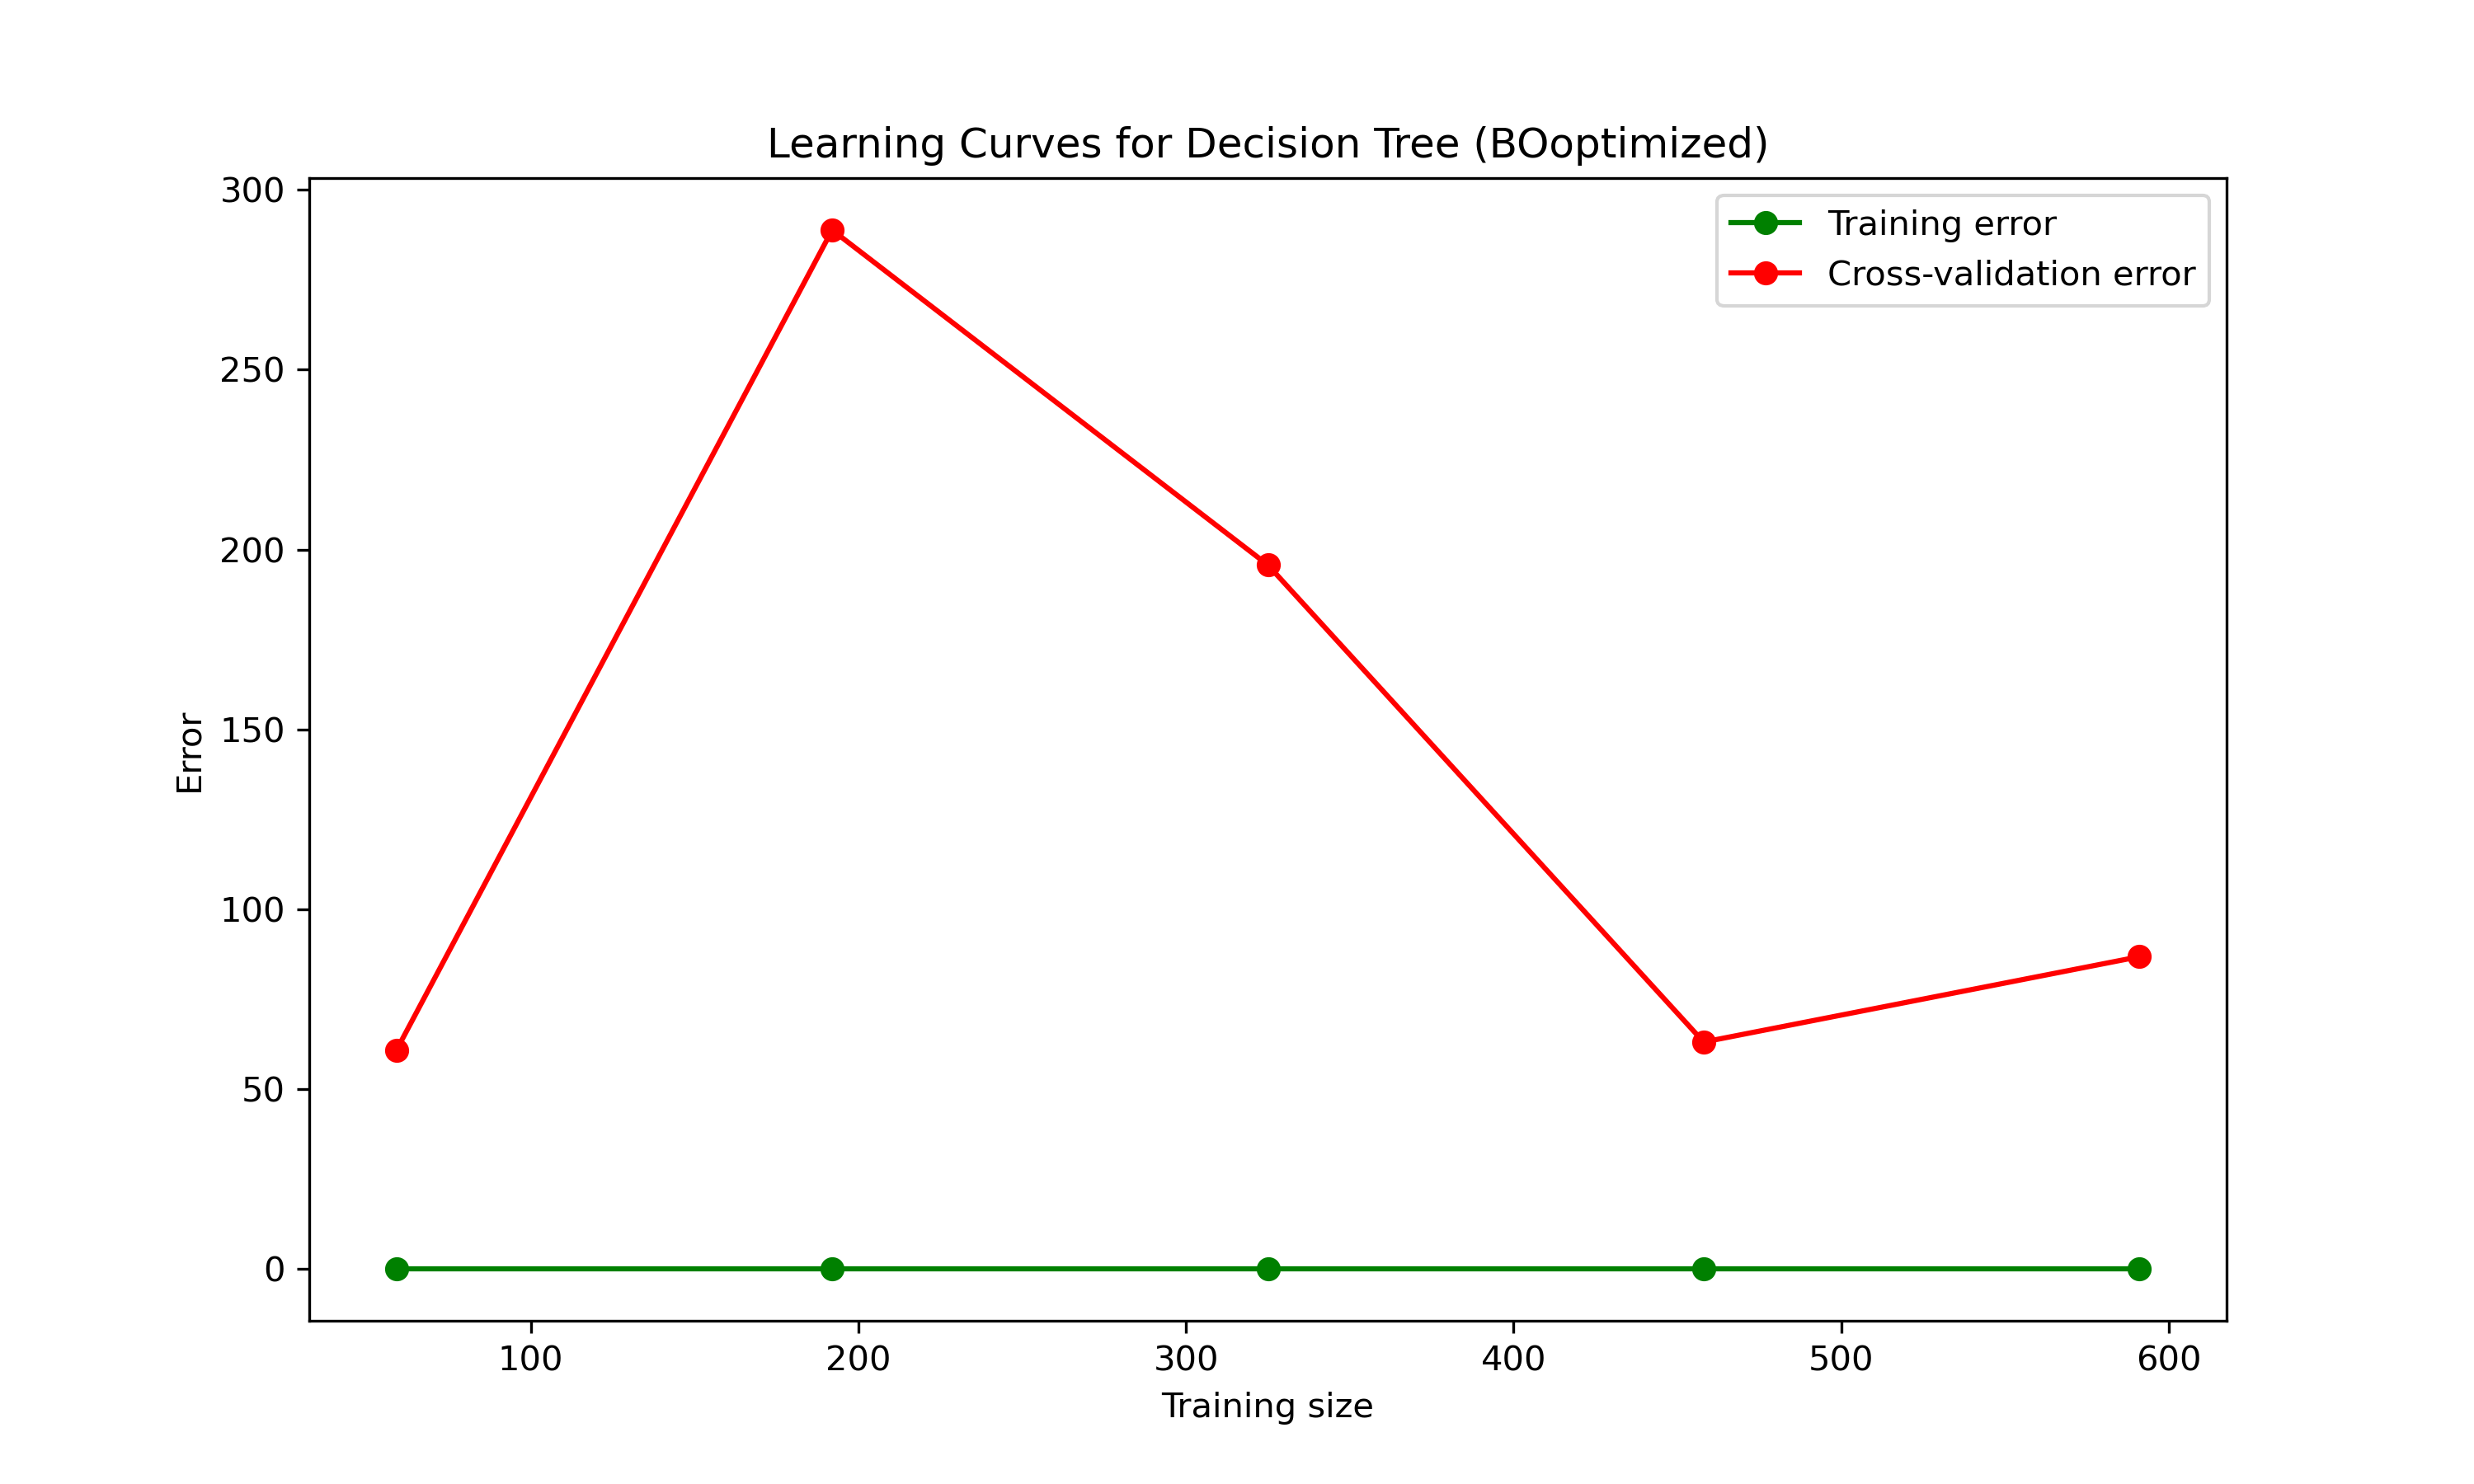 Learning Curves for Decision Tree (BOoptimized)
Training error
Cross-validation error
300
250
200
150
100
50
0
Error
100 200 300 400 500 600
Training size